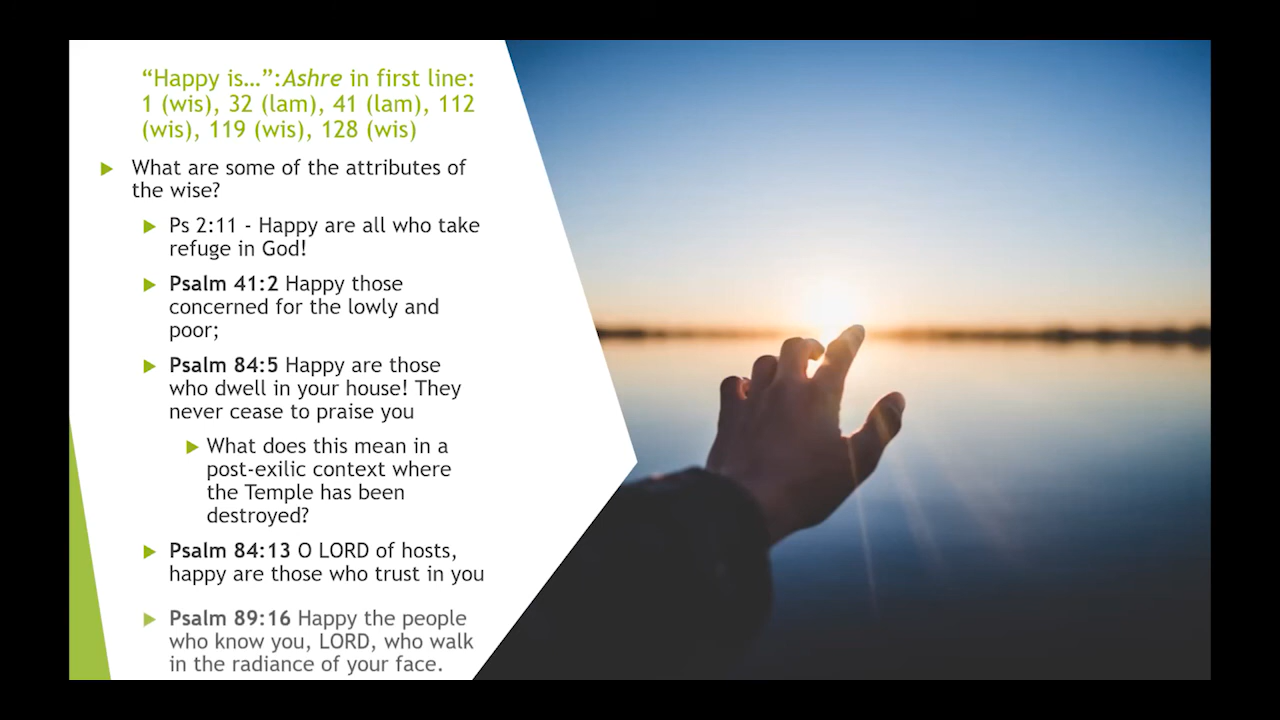 “Happy is…”:Ashre in first line:
1 (wis), 32 (lam), 41 (lam), 112
(wis), 119 (wis), 128 (wis)
What are some of the attributes of
the wise?
Ps 2:11 - Happy are all who take
refuge in God!
Psalm 41:2 Happy those
concerned for the lowly and
poor;
Psalm 84:5 Happy are those
who dwell in your house! They
never cease to praise you
What does this mean in a
post-exilic context where
the Temple has been
destroyed?
Psalm 84:13 O LORD of hosts,
happy are those who trust in you
Psalm 89:16 Happy the people
who know you, LORD, who walk
in the radiance of your face.